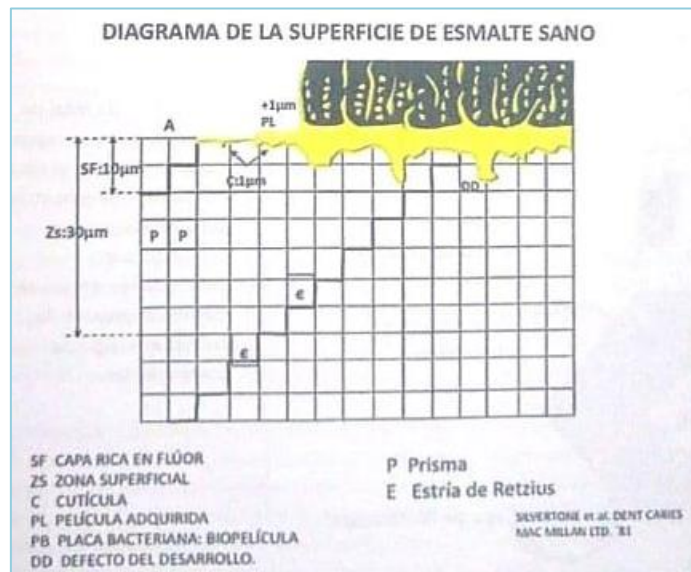 DIAGRAMA DE LA SUPERFICIE DE ESMALTE SANO
+1µm
PL
A
SF:10µm
C:1µm
DD
Zs:30µm
P P
€
€
SF CAPA RICA EN FLÚOR
ZS ZONA SUPERFICIAL
C CUTÍCULA
PL PELÍCULA ADQUIRIDA
PB PLACA BACTERIANA: BIOPELÍCULA
DD DEFECTO DEL DESARROLLO.
P Prisma
E Estría de Retzius
SILVERTONE et al. DENT CARIES
MAC MILLAN LTD. '81